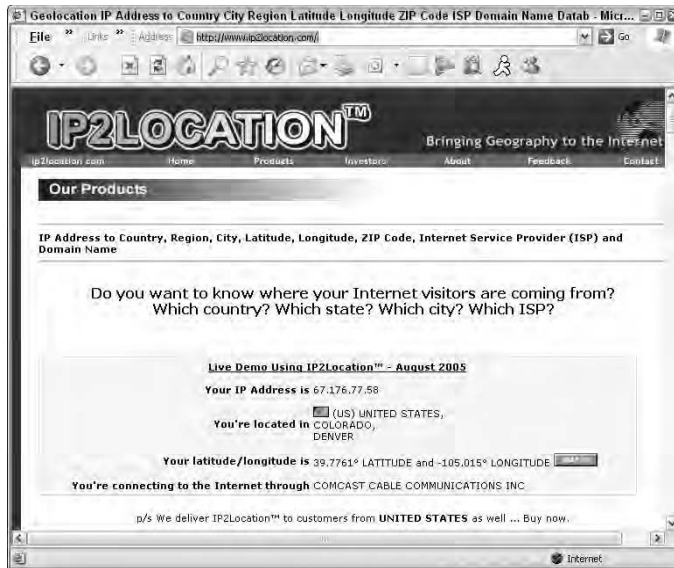 Geolocation IP Address to Country City Region Latitude Longitude ZIP Code ISP Domain Name Datab - Micr...
File » Links » Address http://www.ip2location.com/ Go
IP2LOCATION™
Bringing Geography to the Internet
ip2location.com Home Products Investors About Feedback Contact
Our Products
IP Address to Country, Region, City, Latitude, Longitude, ZIP Code, Internet Service Provider (ISP) and
Domain Name
Do you want to know where your Internet visitors are coming from?
Which country? Which state? Which city? Which ISP?
Live Demo Using IP2Location™ - August 2005
Your IP Address is 67.176.77.58
You're located in (US) UNITED STATES,
COLORADO,
DENVER
Your latitude/longitude is 39.7761° LATITUDE and -105.015° LONGITUDE
You're connecting to the Internet through COMCAST CABLE COMMUNICATIONS INC
p/s We deliver IP2Location™ to customers from UNITED STATES as well ... Buy now.
Internet